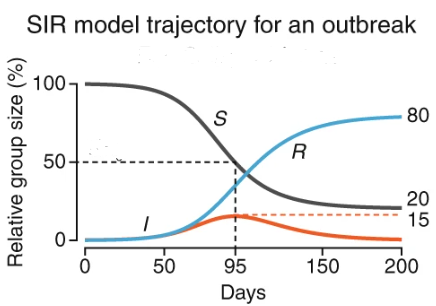 SIR model trajectory for an outbreak
Relative group size (%)
100
50
0
S
R
I
80
20
15
0 50 95 150 200
Days